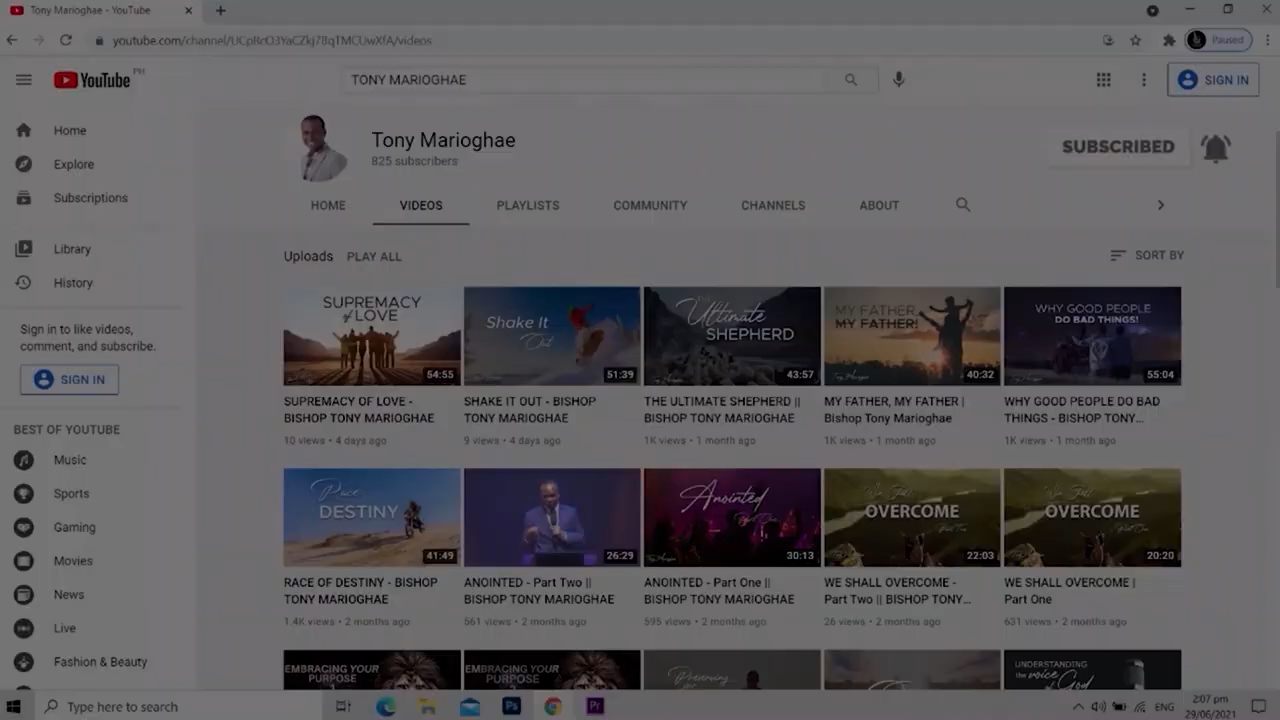 Tony Marioghae - YouTube
Paused
YouTube PH
TONY MARIOGHAE
SIGN IN
Home
Explore
Subscriptions
Library
History
Sign in to like videos,
comment, and subscribe.
SIGN IN
BEST OF YOUTUBE
Music
Sports
Gaming
Movies
News
Live
Fashion & Beauty
Tony Marioghae
825 subscribers
SUBSCRIBED
HOME VIDEOS PLAYLISTS COMMUNITY CHANNELS ABOUT
Uploads PLAY ALL SORT BY
SUPREMACY
of LOVE
54:55
SUPREMACY OF LOVE -
BISHOP TONY MARIOGHAE
10 views • 4 days ago
Shake It
Out
51:39
SHAKE IT OUT - BISHOP
TONY MARIOGHAE
9 views • 4 days ago
THE
Ultimate
SHEPHERD
43:57
THE ULTIMATE SHEPHERD ||
BISHOP TONY MARIOGHAE
1K views • 1 month ago
MY FATHER,
MY FATHER!
40:32
MY FATHER, MY FATHER |
Bishop Tony Marioghae
1K views • 1 month ago
WHY GOOD PEOPLE
DO BAD THINGS!
55:04
WHY GOOD PEOPLE DO BAD
THINGS - BISHOP TONY...
1K views • 1 month ago
Race of
DESTINY
41:49
RACE OF DESTINY - BISHOP
TONY MARIOGHAE
1.4K views • 2 months ago
26:29
ANOINTED - Part Two ||
BISHOP TONY MARIOGHAE
561 views • 2 months ago
Anointed
30:13
ANOINTED - Part One ||
BISHOP TONY MARIOGHAE
595 views • 2 months ago
We Shall
OVERCOME
22:03
WE SHALL OVERCOME -
Part Two || BISHOP TONY...
26 views • 2 months ago
We Shall
OVERCOME
20:20
WE SHALL OVERCOME |
Part One
631 views • 2 months ago
EMBRACING YOUR
PURPOSE
EMBRACING YOUR
PURPOSE
UNDERSTANDING
the voice
of God
Type here to search
ENG
2:07 pm
29/06/2021